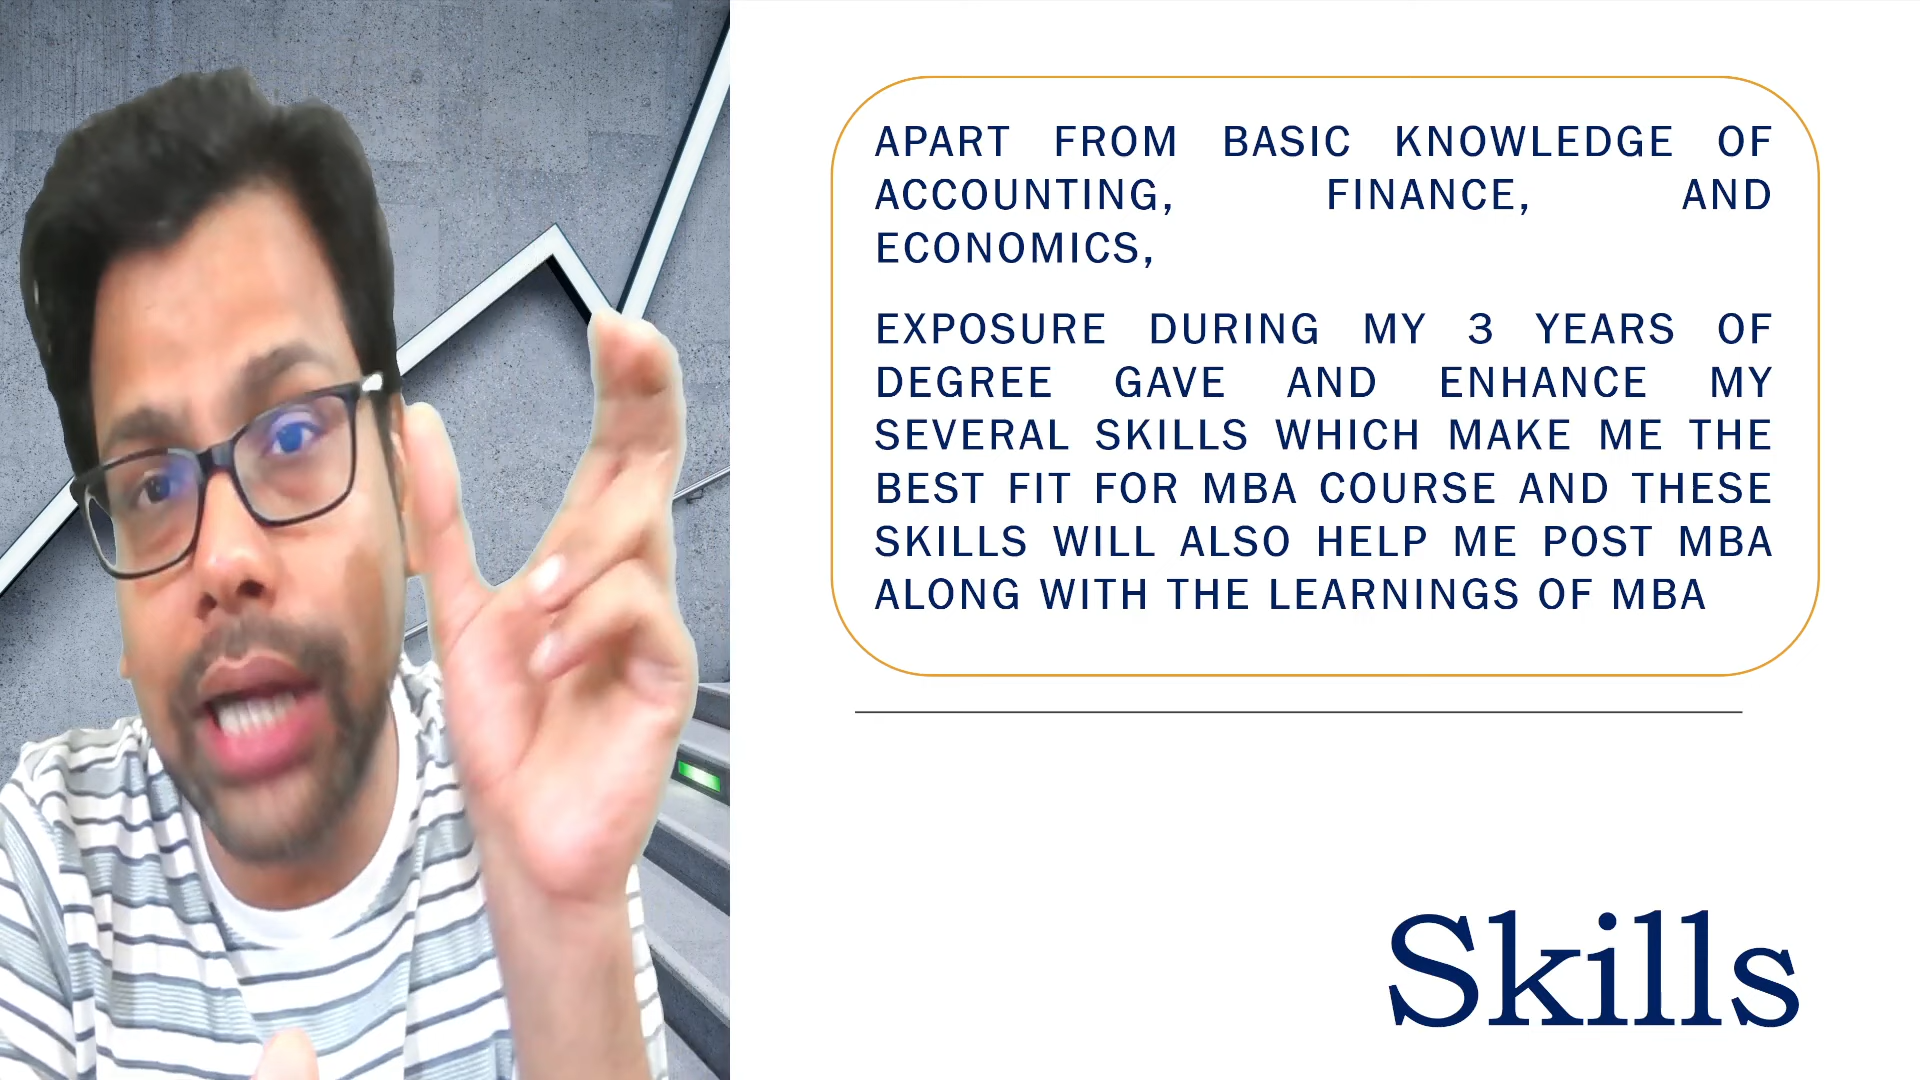 APART FROM BASIC KNOWLEDGE OF
ACCOUNTING, FINANCE, AND
ECONOMICS,
EXPOSURE DURING MY 3 YEARS OF
DEGREE GAVE AND ENHANCE MY
SEVERAL SKILLS WHICH MAKE ME THE
BEST FIT FOR MBA COURSE AND THESE
SKILLS WILL ALSO HELP ME POST MBA
ALONG WITH THE LEARNINGS OF MBA
Skills